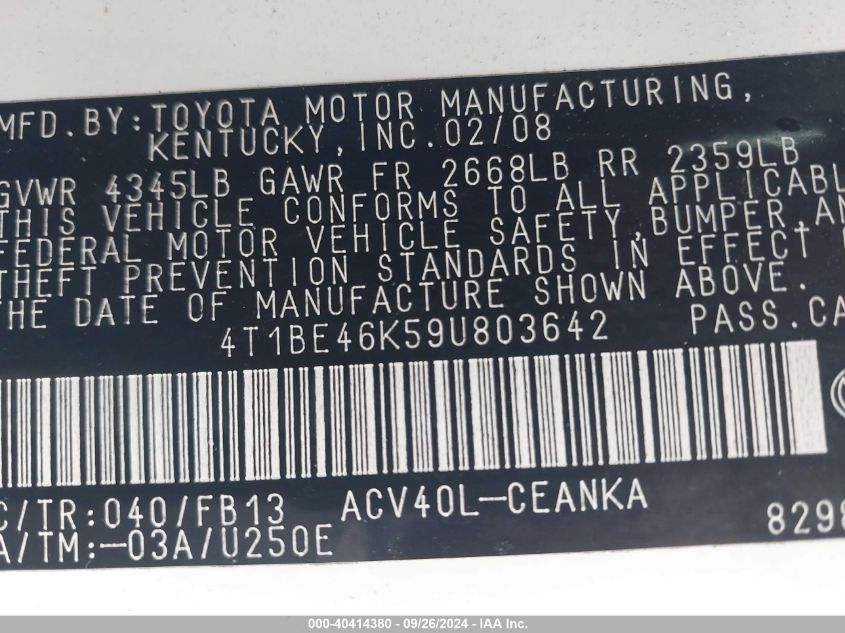 MFD.BY:TOYOTA MOTOR MANUFACTURING,
KENTUCKY,INC.02/08
GVWR 4345LB GAWR FR 2668LB RR 2359LB
THIS VEHICLE CONFORMS TO ALL APPLICABL
FEDERAL MOTOR VEHICLE SAFETY,BUMPER,AN
THEFT PREVENTION STANDARDS IN EFFECT
THE DATE OF MANUFACTURE SHOWN ABOVE.
4T1BE46K59U803642 PASS.CA
C/TR:040/FB13 ACV40L-CEANKA
A/TM:-03A/U250E 8298
000-40414380 - 09/26/2024 - IAA Inc.